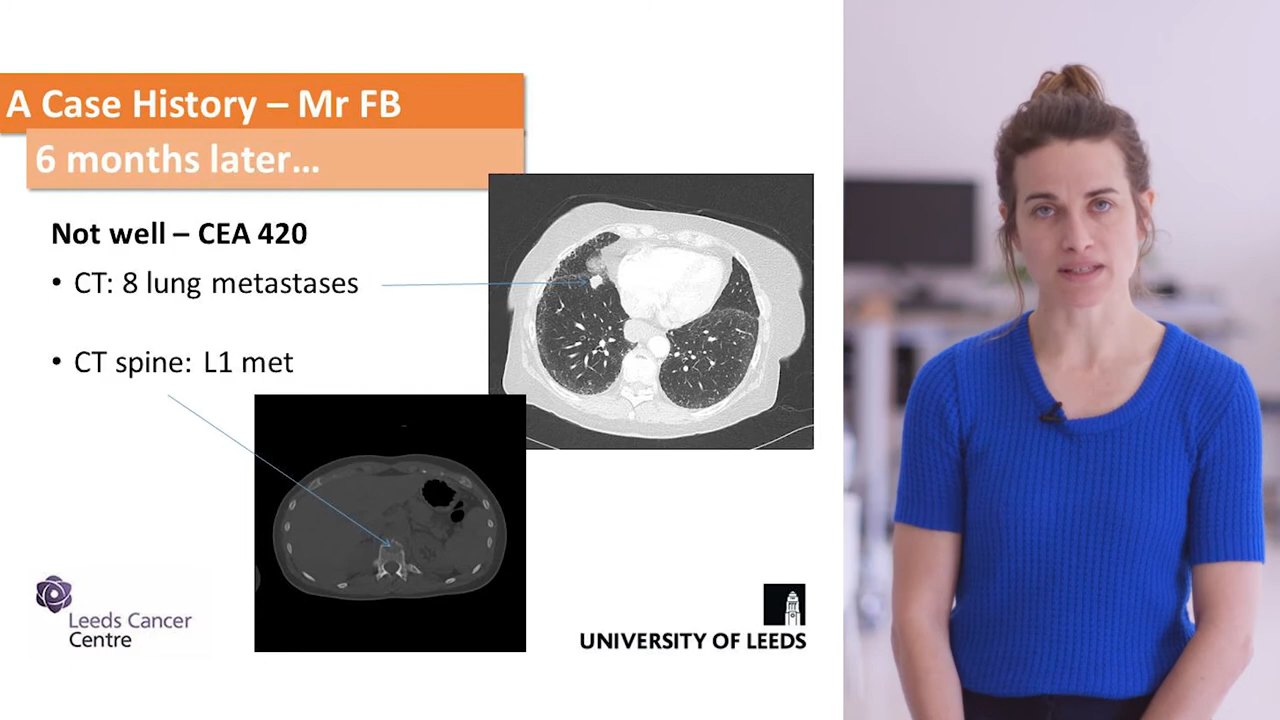 A Case History – Mr FB
6 months later...
Not well – CEA 420
• CT: 8 lung metastases
• CT spine: L1 met
Leeds Cancer
Centre
UNIVERSITY OF LEEDS